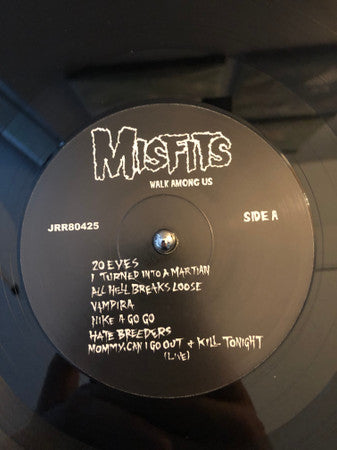 MISFITS
WALK AMONG US
JRR80425
SIDE A
20 EYES
I TURNED INTO A MARTIAN
ALL HELL BREAKS LOOSE
VAMPIRA
NIKE A GO GO
HATE BREEDERS
MOMMY, CAN I GO OUT + KILL TONIGHT
(LIVE)